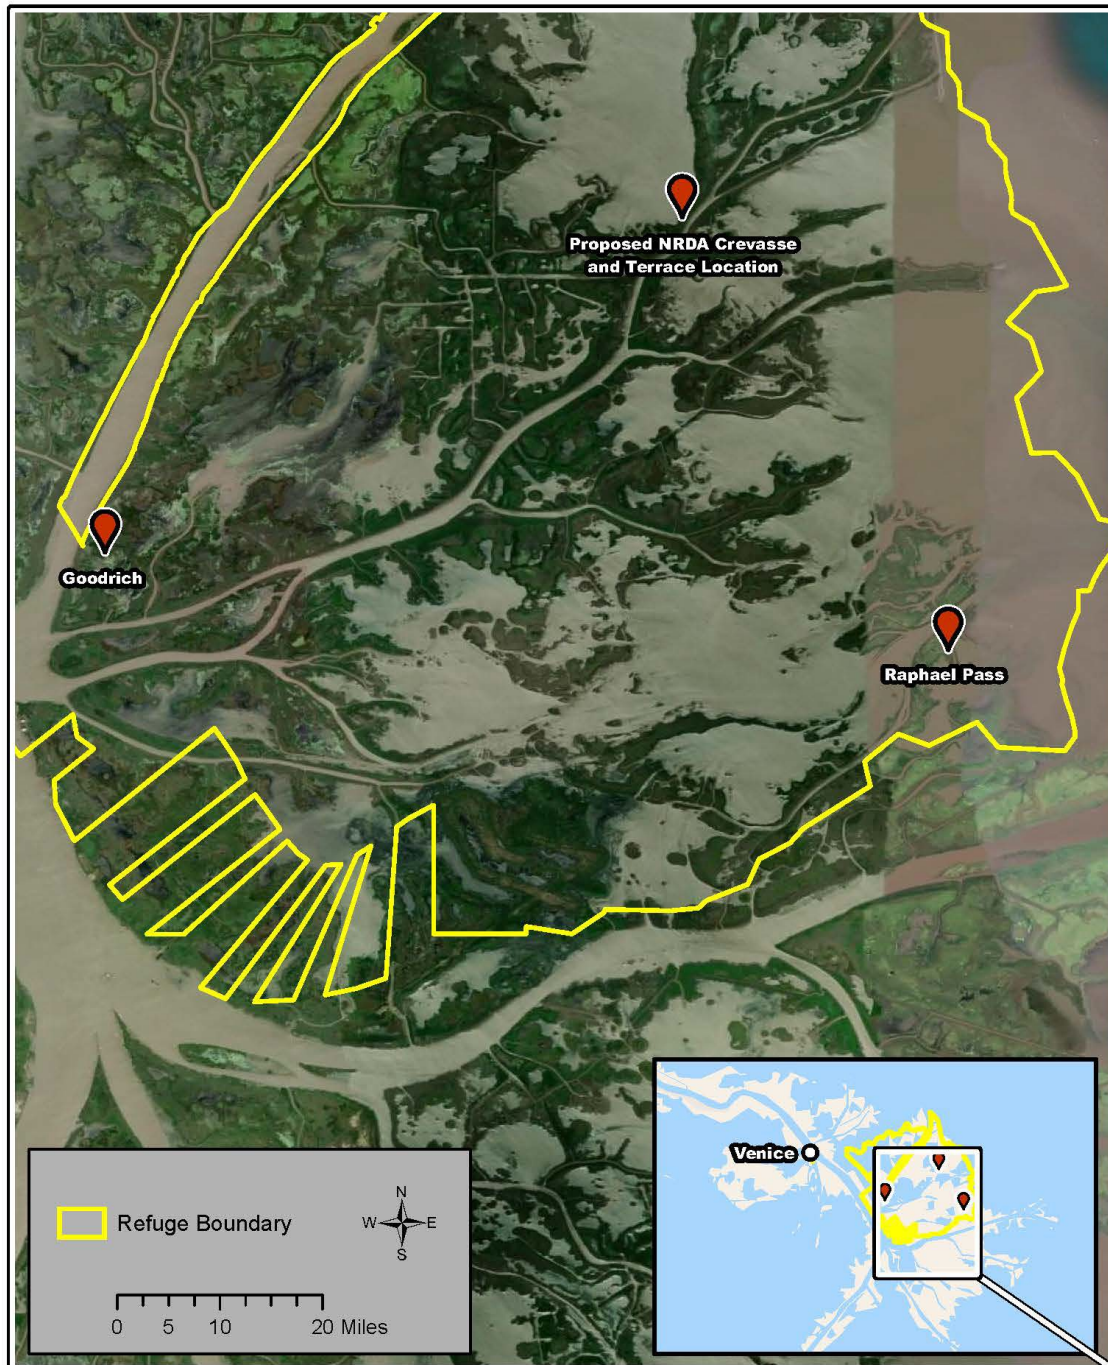 Proposed NRDA Crevasse
and Terrace Location
Goodrich
Raphael Pass
Venice
Refuge Boundary
N
W E
S
0 5 10 20 Miles